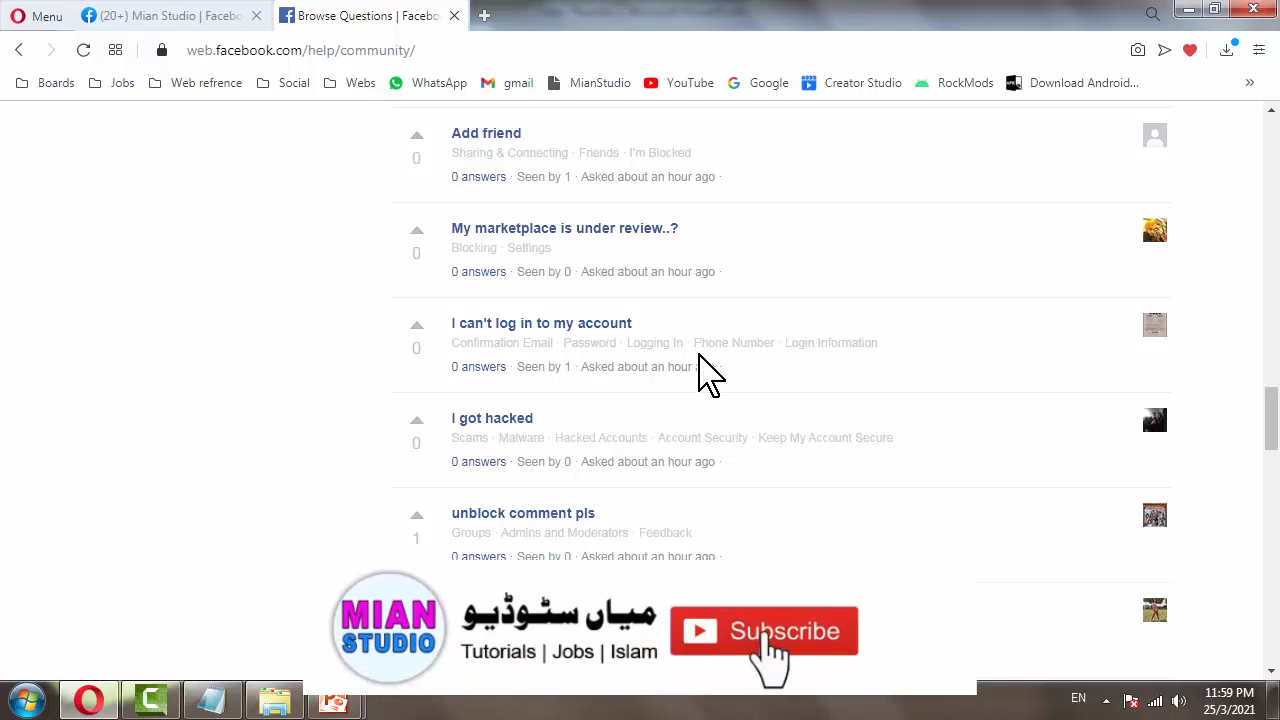 Menu
(20+) Mian Studio | Facebo
Browse Questions | Facebo
web.facebook.com/help/community/
Boards
Jobs
Web refrence
Social
Webs
WhatsApp
gmail
MianStudio
YouTube
Google
Creator Studio
RockMods
Download Android...
Add friend
Sharing & Connecting · Friends · I'm Blocked
0
0 answers · Seen by 1 · Asked about an hour ago ·
My marketplace is under review..?
Blocking · Settings
0
0 answers · Seen by 0 · Asked about an hour ago ·
I can't log in to my account
Confirmation Email · Password · Logging In · Phone Number · Login Information
0
0 answers · Seen by 1 · Asked about an hour ·
I got hacked
Scams · Malware · Hacked Accounts · Account Security · Keep My Account Secure
0
0 answers · Seen by 0 · Asked about an hour ago ·
unblock comment pls
Groups · Admins and Moderators · Feedback
1
0 answers · Seen by 0 · Asked about an hour ago ·
MIAN
STUDIO
میاں سٹوڈیو
Tutorials | Jobs | Islam
Subscribe
EN
11:59 PM
25/3/2021